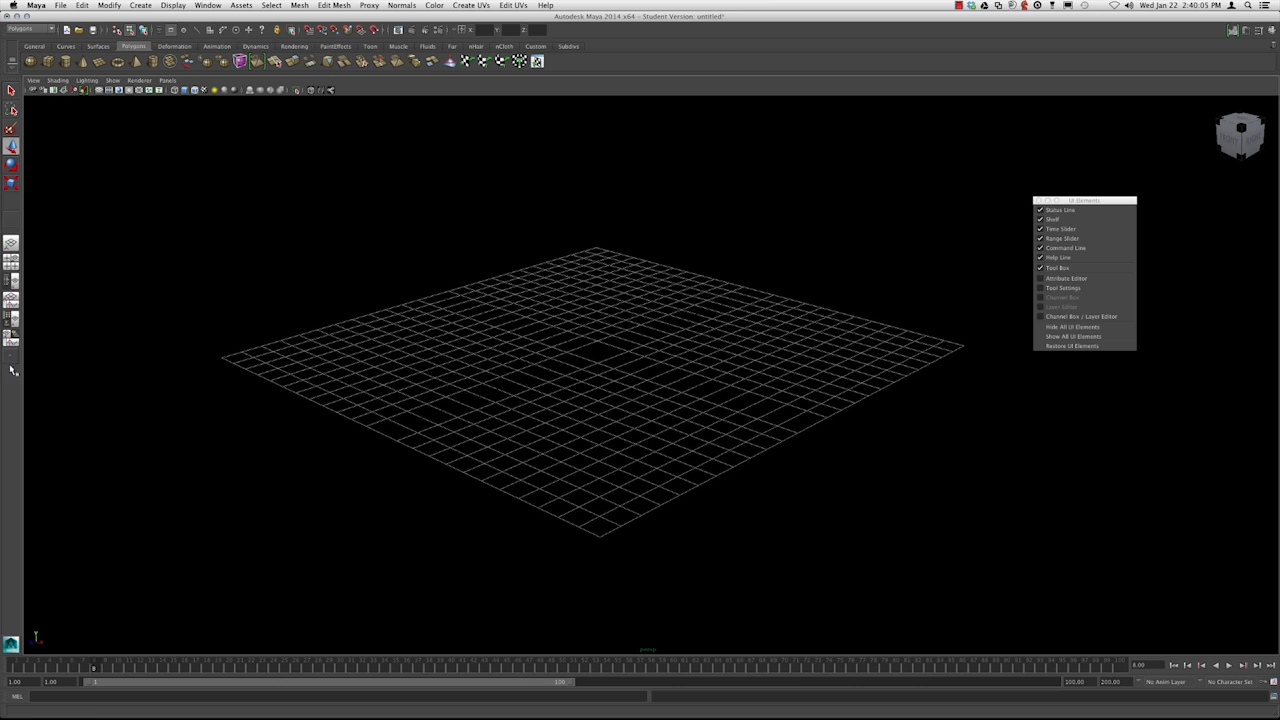 Maya File Edit Modify Create Display Window Assets Select Mesh Edit Mesh Proxy Normals Color Create UVs Edit UVs Help
Wed Jan 22 2:40:05 PM
Autodesk Maya 2014 x64 - Student Version: untitled*
Polygons
X: Y: Z:
General Curves Surfaces Polygons Deformation Animation Dynamics Rendering PaintEffects Toon Muscle Fluids Fur nHair nCloth Custom Subdivs
View Shading Lighting Show Renderer Panels
UI Elements
Status Line
Shelf
Time Slider
Range Slider
Command Line
Help Line
Tool Box
Attribute Editor
Tool Settings
Channel Box
Layer Editor
Channel Box / Layer Editor
Hide All UI Elements
Show All UI Elements
Restore UI Elements
Y
persp
8
8.00
1.00 1.00 1 100 100.00 200.00 No Anim Layer No Character Set
MEL